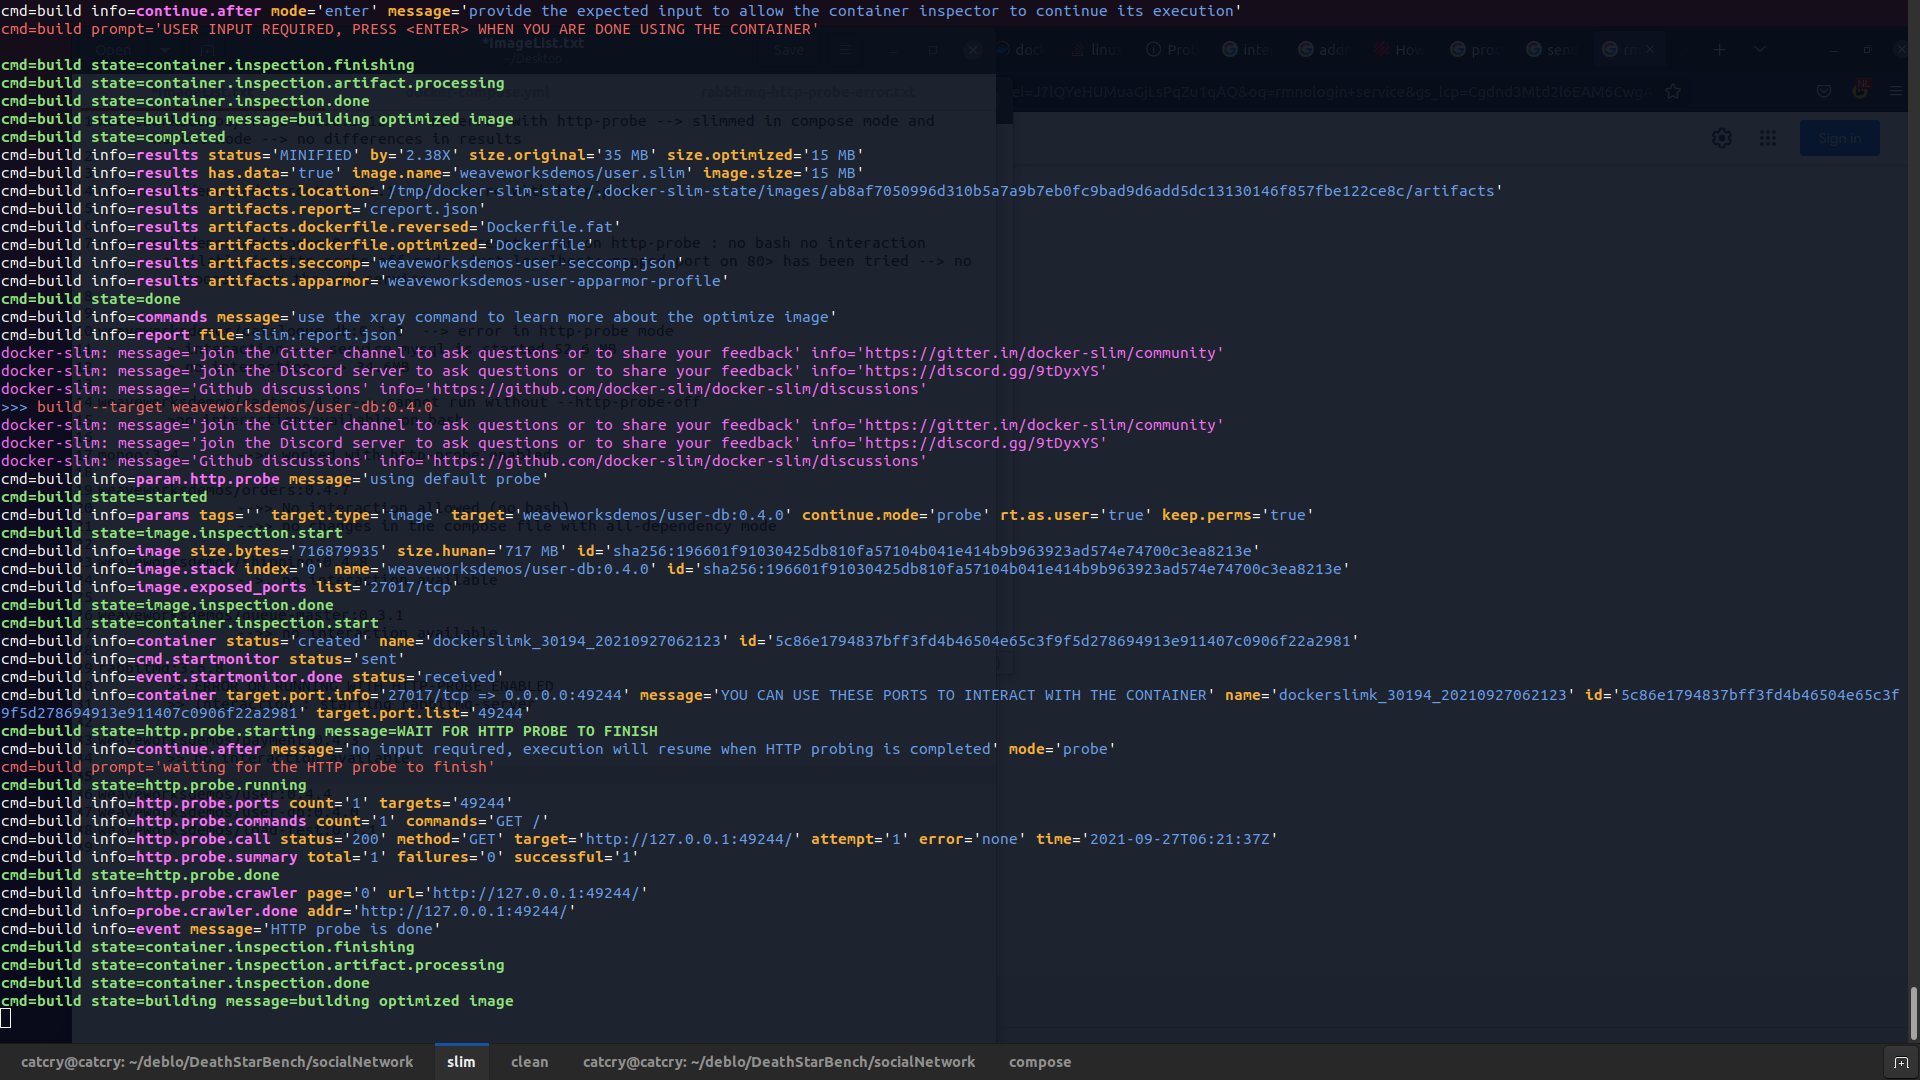 cmd=build info=continue.after mode='enter' message='provide the expected input to allow the container inspector to continue its execution'
cmd=build prompt='USER INPUT REQUIRED, PRESS <ENTER> WHEN YOU ARE DONE USING THE CONTAINER'
cmd=build state=container.inspection.finishing
cmd=build state=container.inspection.artifact.processing
cmd=build state=container.inspection.done
cmd=build state=building message=building optimized image
cmd=build state=completed
cmd=build info=results status='MINIFIED' by='2.38X' size.original='35 MB' size.optimized='15 MB'
cmd=build info=results has.data='true' image.name='weaveworksdemos/user.slim' image.size='15 MB'
cmd=build info=results artifacts.location='/tmp/docker-slim-state/.docker-slim-state/images/ab8af7050996d310b5a7a9b7eb0fc9bad9d6add5dc13130146f857fbe122ce8c/artifacts'
cmd=build info=results artifacts.report='creport.json'
cmd=build info=results artifacts.dockerfile.reversed='Dockerfile.fat'
cmd=build info=results artifacts.dockerfile.optimized='Dockerfile'
cmd=build info=results artifacts.seccomp='weaveworksdemos-user-seccomp.json'
cmd=build info=results artifacts.apparmor='weaveworksdemos-user-apparmor-profile'
cmd=build state=done
cmd=build info=commands message='use the xray command to learn more about the optimize image'
cmd=build info=report file='slim.report.json'
docker-slim: message='join the Gitter channel to ask questions or to share your feedback' info='https://gitter.im/docker-slim/community'
docker-slim: message='join the Discord server to ask questions or to share your feedback' info='https://discord.gg/9tDyxYS'
docker-slim: message='Github discussions' info='https://github.com/docker-slim/docker-slim/discussions'
>>> build --target weaveworksdemos/user-db:0.4.0
docker-slim: message='join the Gitter channel to ask questions or to share your feedback' info='https://gitter.im/docker-slim/community'
docker-slim: message='join the Discord server to ask questions or to share your feedback' info='https://discord.gg/9tDyxYS'
docker-slim: message='Github discussions' info='https://github.com/docker-slim/docker-slim/discussions'
cmd=build info=param.http.probe message='using default probe'
cmd=build state=started
cmd=build info=params tags='' target.type='image' target='weaveworksdemos/user-db:0.4.0' continue.mode='probe' rt.as.user='true' keep.perms='true'
cmd=build state=image.inspection.start
cmd=build info=image size.bytes='716879935' size.human='717 MB' id='sha256:196601f91030425db810fa57104b041e414b9b963923ad574e74700c3ea8213e'
cmd=build info=image.stack index='0' name='weaveworksdemos/user-db:0.4.0' id='sha256:196601f91030425db810fa57104b041e414b9b963923ad574e74700c3ea8213e'
cmd=build info=image.exposed_ports list='27017/tcp'
cmd=build state=image.inspection.done
cmd=build state=container.inspection.start
cmd=build info=container status='created' name='dockerslimk_30194_20210927062123' id='5c86e1794837bff3fd4b46504e65c3f9f5d278694913e911407c0906f22a2981'
cmd=build info=cmd.startmonitor status='sent'
cmd=build info=event.startmonitor.done status='received'
cmd=build info=container target.port.info='27017/tcp => 0.0.0.0:49244' message='YOU CAN USE THESE PORTS TO INTERACT WITH THE CONTAINER' name='dockerslimk_30194_20210927062123' id='5c86e1794837bff3fd4b46504e65c3f
9f5d278694913e911407c0906f22a2981' target.port.list='49244'
cmd=build state=http.probe.starting message=WAIT FOR HTTP PROBE TO FINISH
cmd=build info=continue.after message='no input required, execution will resume when HTTP probing is completed' mode='probe'
cmd=build prompt='waiting for the HTTP probe to finish'
cmd=build state=http.probe.running
cmd=build info=http.probe.ports count='1' targets='49244'
cmd=build info=http.probe.commands count='1' commands='GET /'
cmd=build info=http.probe.call status='200' method='GET' target='http://127.0.0.1:49244/' attempt='1' error='none' time='2021-09-27T06:21:37Z'
cmd=build info=http.probe.summary total='1' failures='0' successful='1'
cmd=build state=http.probe.done
cmd=build info=http.probe.crawler page='0' url='http://127.0.0.1:49244/'
cmd=build info=probe.crawler.done addr='http://127.0.0.1:49244/'
cmd=build info=event message='HTTP probe is done'
cmd=build state=container.inspection.finishing
cmd=build state=container.inspection.artifact.processing
cmd=build state=container.inspection.done
cmd=build state=building message=building optimized image
catcry@catcry: ~/deblo/DeathStarBench/socialNetwork slim clean catcry@catcry: ~/deblo/DeathStarBench/socialNetwork compose